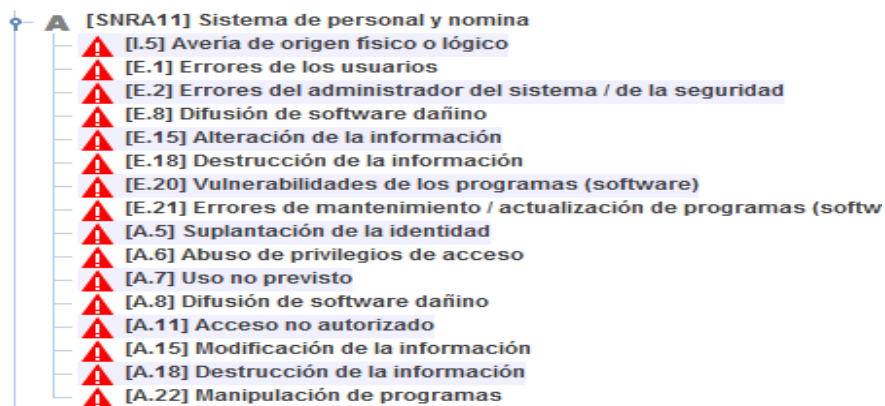 A [SNRA11] Sistema de personal y nomina
[I.5] Avería de origen físico o lógico
[E.1] Errores de los usuarios
[E.2] Errores del administrador del sistema / de la seguridad
[E.8] Difusión de software dañino
[E.15] Alteración de la información
[E.18] Destrucción de la información
[E.20] Vulnerabilidades de los programas (software)
[E.21] Errores de mantenimiento / actualización de programas (softw
[A.5] Suplantación de la identidad
[A.6] Abuso de privilegios de acceso
[A.7] Uso no previsto
[A.8] Difusión de software dañino
[A.11] Acceso no autorizado
[A.15] Modificación de la información
[A.18] Destrucción de la información
[A.22] Manipulación de programas